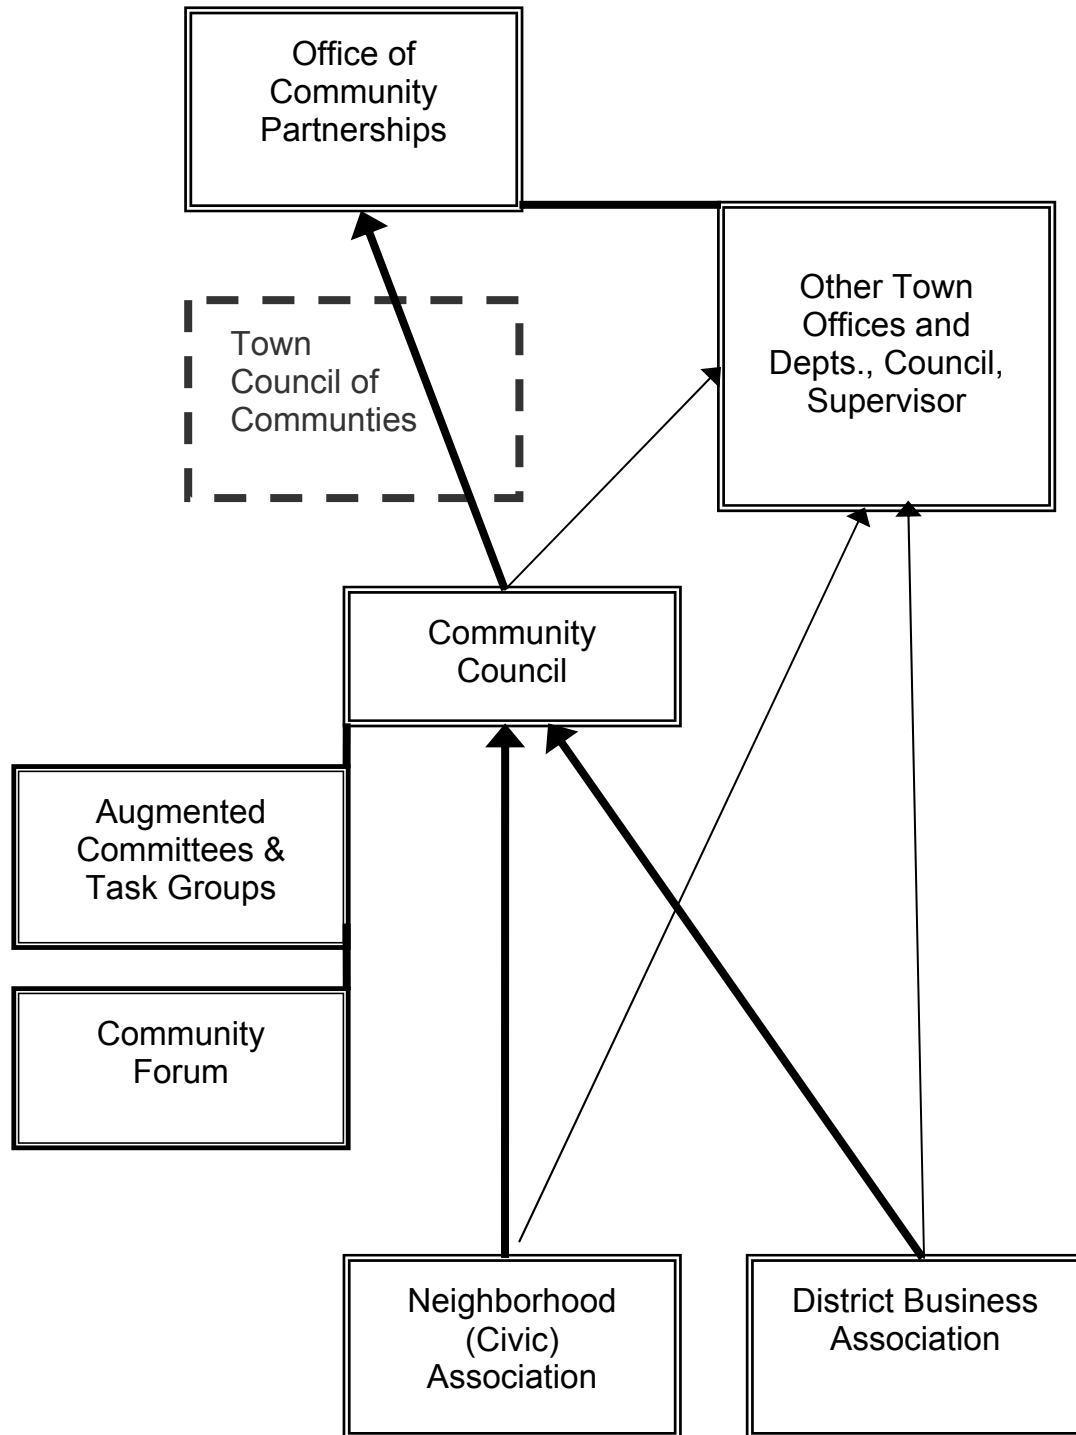 Office of
Community
Partnerships
Other Town
Offices and
Depts., Council,
Supervisor
Town
Council of
Communties
Community
Council
Augmented
Committees &
Task Groups
Community
Forum
Neighborhood
(Civic)
Association
District Business
Association